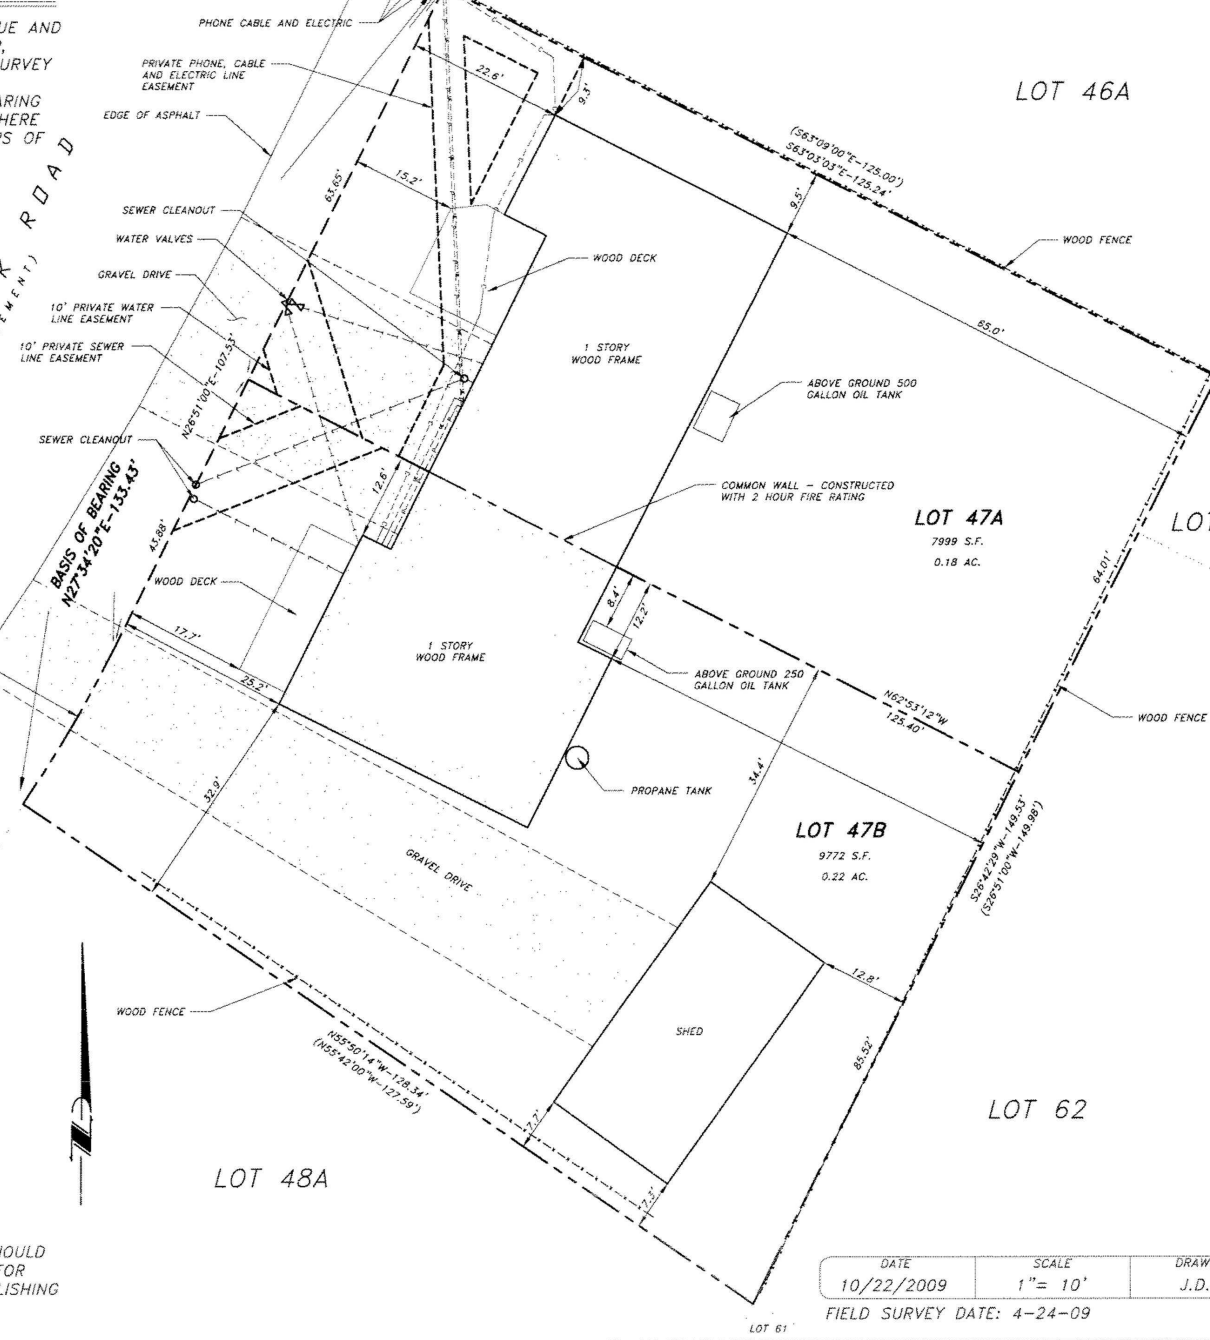 UE AND
URVEY
ARING
HERE
PS OF
ROAD
EMENT)
PHONE CABLE AND ELECTRIC
PRIVATE PHONE, CABLE
AND ELECTRIC LINE
EASEMENT
EDGE OF ASPHALT
SEWER CLEANOUT
WATER VALVES
GRAVEL DRIVE
10' PRIVATE WATER
LINE EASEMENT
10' PRIVATE SEWER
LINE EASEMENT
SEWER CLEANOUT
BASIS OF BEARING
N27°34'20"E-133.43'
N26°51'00"E-107.53'
63.65'
43.88'
22.6'
9.3'
15.2'
LOT 46A
(S63°09'00"E-125.00')
S63°03'03"E-125.24'
9.5'
WOOD FENCE
WOOD DECK
65.0'
1 STORY
WOOD FRAME
ABOVE GROUND 500
GALLON OIL TANK
COMMON WALL - CONSTRUCTED
WITH 2 HOUR FIRE RATING
LOT 47A
7999 S.F.
0.18 AC.
LOT
64.01'
12.6'
WOOD DECK
17.7'
25.2'
1 STORY
WOOD FRAME
8.4'
12.2'
ABOVE GROUND 250
GALLON OIL TANK
N62°53'12"W
125.40'
WOOD FENCE
PROPANE TANK
34.4'
32.9'
LOT 47B
9772 S.F.
0.22 AC.
S26°42'29"W-149.53'
(S26°51'00"W-149.98')
GRAVEL DRIVE
12.8'
WOOD FENCE
SHED
N55°50'14"W-128.34'
(N55°42'00"W-127.59')
85.52'
7.7'
7.3'
LOT 62
LOT 48A
HOULD
FOR
LISHING
LOT 61
DATE SCALE DRAW
10/22/2009 1"= 10' J.D.
FIELD SURVEY DATE: 4-24-09